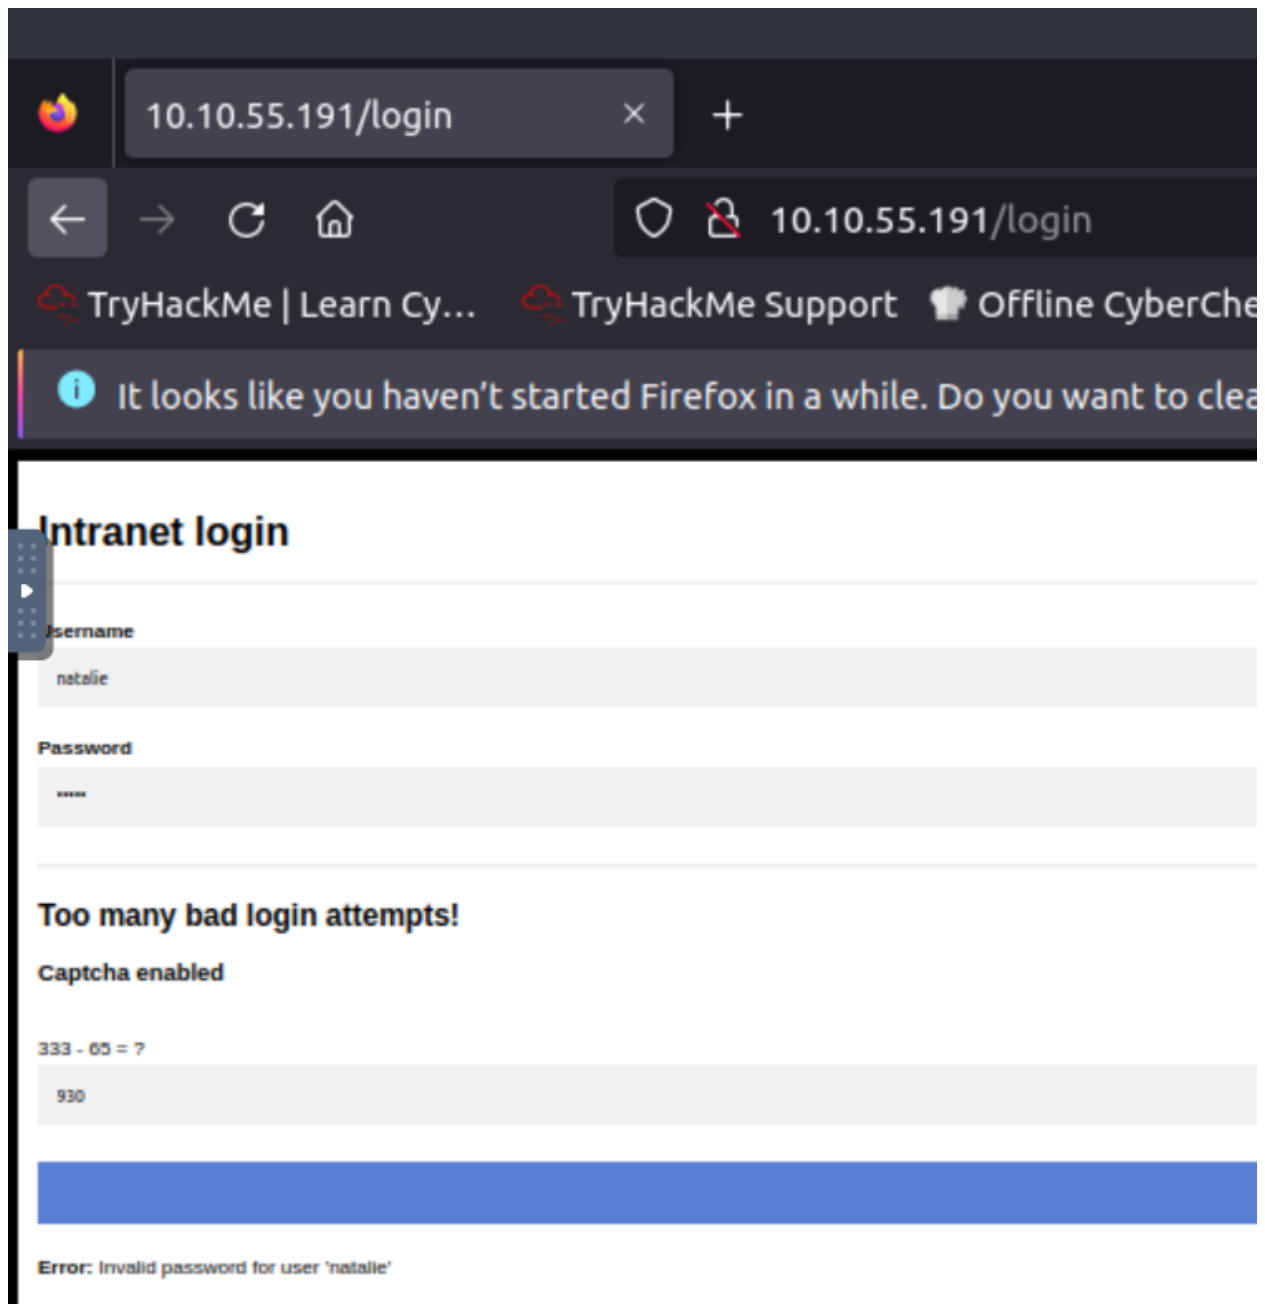 10.10.55.191/login
10.10.55.191/login
TryHackMe | Learn Cy... TryHackMe Support Offline CyberChe
It looks like you haven't started Firefox in a while. Do you want to clea
Intranet login
Username
natalie
Password
Too many bad login attempts!
Captcha enabled
333 - 65 = ?
930
Error: Invalid password for user 'natalie'